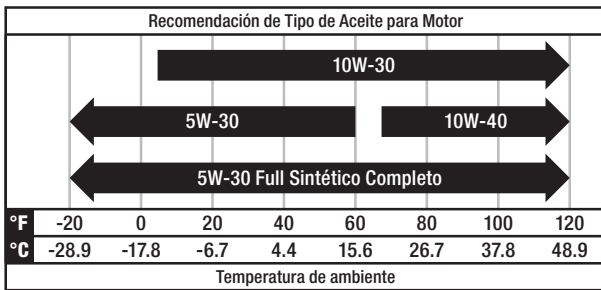 Recomendación de Tipo de Aceite para Motor
10W-30
5W-30 10W-40
5W-30 Full Sintético Completo
°F -20 0 20 40 60 80 100 120
°C -28.9 -17.8 -6.7 4.4 15.6 26.7 37.8 48.9
Temperatura de ambiente